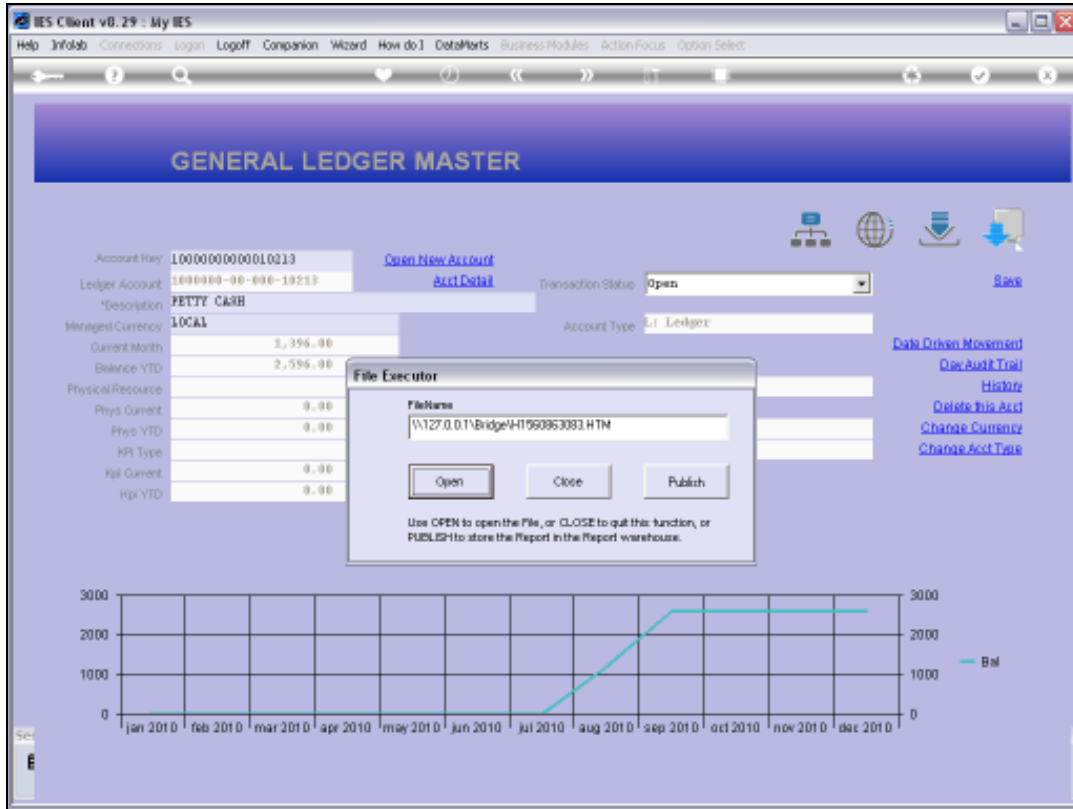 IES Client v8.29 : My IES
Help Infolab Connections Logon Logoff Companion Wizard How do I DataMarts Business Modules Action Focus Option Select
GENERAL LEDGER MASTER
Account Key 10000000000010213 Open New Account
Ledger Account 1000000-00-000-10213 Acct Detail Transaction Status Open Save
*Description PETTY CASH
Managed Currency LOCAL Account Type L: Ledger
Current Month 1,396.00 Date Driven Movement
Balance YTD 2,596.00 Day Audit Trail
Physical Resource History
Phys Current 0.00 Delete this Acct
Phys YTD 0.00 Change Currency
KPI Type Change Acct Type
Kpi Current 0.00
Kpi YTD 0.00
File Executor
FileName
\\127.0.0.1\Bridge\H1560863083.HTM
Open Close Publish
Use OPEN to open the File, or CLOSE to quit this function, or
PUBLISH to store the Report in the Report warehouse.
3000 3000
2000 2000
Bal
1000 1000
0 0
jan 2010 feb 2010 mar 2010 apr 2010 may 2010 jun 2010 jul 2010 aug 2010 sep 2010 oct 2010 nov 2010 dec 2010